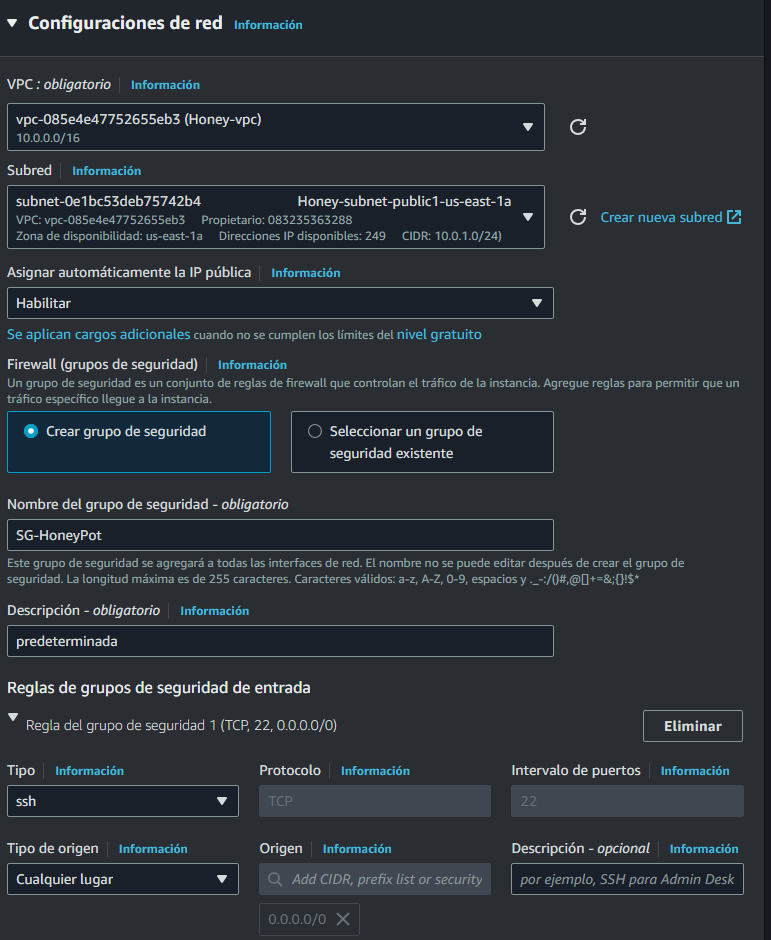 Configuraciones de red Información
VPC : obligatorio Información
vpc-085e4e47752655eb3 (Honey-vpc)
10.0.0.0/16
Subred Información
subnet-0e1bc53deb75742b4 Honey-subnet-public1-us-east-1a
VPC: vpc-085e4e47752655eb3 Propietario: 083235363288
Zona de disponibilidad: us-east-1a Direcciones IP disponibles: 249 CIDR: 10.0.1.0/24)
Crear nueva subred
Asignar automáticamente la IP pública Información
Habilitar
Se aplican cargos adicionales cuando no se cumplen los límites del nivel gratuito
Firewall (grupos de seguridad) Información
Un grupo de seguridad es un conjunto de reglas de firewall que controlan el tráfico de la instancia. Agregue reglas para permitir que un
tráfico específico llegue a la instancia.
Crear grupo de seguridad
Seleccionar un grupo de
seguridad existente
Nombre del grupo de seguridad - obligatorio
SG-HoneyPot
Este grupo de seguridad se agregará a todas las interfaces de red. El nombre no se puede editar después de crear el grupo de
seguridad. La longitud máxima es de 255 caracteres. Caracteres válidos: a-z, A-Z, 0-9, espacios y ._-:/()#,@[]+=&;{}!$*
Descripción - obligatorio Información
predeterminada
Reglas de grupos de seguridad de entrada
Regla del grupo de seguridad 1 (TCP, 22, 0.0.0.0/0)
Eliminar
Tipo Información Protocolo Información Intervalo de puertos Información
ssh TCP 22
Tipo de origen Información Origen Información Descripción - opcional Información
Cualquier lugar Add CIDR, prefix list or security por ejemplo, SSH para Admin Desk
0.0.0.0/0